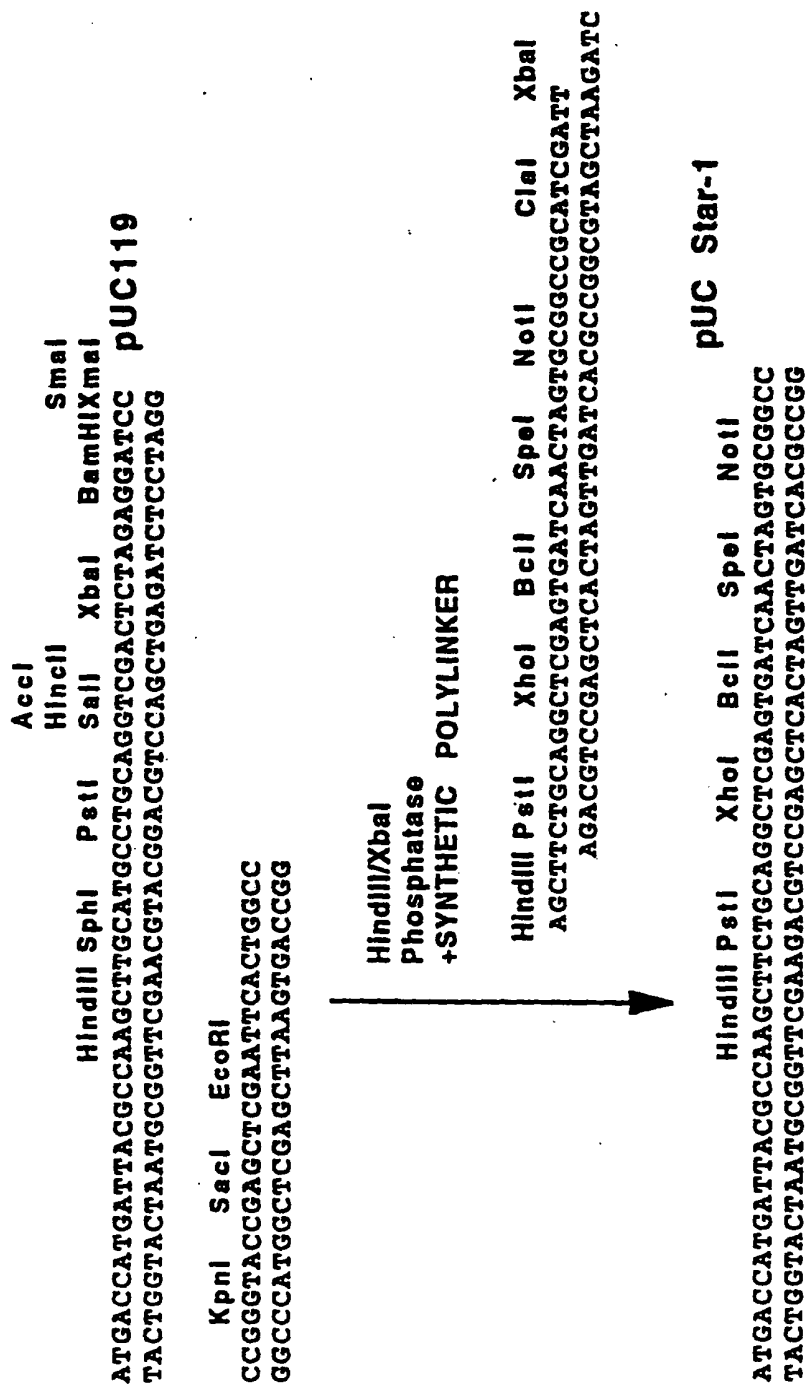 AccI
HincII SmaI
HindIII SphI PstI SalI XbaI BamHI XmaI
ATGACCATGATTACGCCAAGCTTGCATGCCTGCAGGTCGACTCTAGAGGATCC pUC119
TACTGGTACTAATGCGGTTCGAACGTACGGACGTCCAGCTGAGATCTCCTAGG
KpnI SacI EcoRI
CCGGGTACCGAGCTCGAATTCACTGGCC
GGCCCATGGCTCGAGCTTAAGTGACCGG
HindIII/XbaI
Phosphatase
+SYNTHETIC POLYLINKER
HindIII PstI XhoI BclI SpeI NotI ClaI XbaI
AGCTTCTGCAGGCTCGAGTGATCAACTAGTGCGGCCGCATCGATT
AGACGTCCGAGCTCACTAGTTGATCACGCCGGCGTAGCTAAGATC
pUC Star-1
HindIII PstI XhoI BclI SpeI NotI
ATGACCATGATTACGCCAAGCTTCTGCAGGCTCGAGTGATCAACTAGTGCGGCC
TACTGGTACTAATGCGGTTCGAAGACGTCCGAGCTCACTAGTTGATCACGCCGG